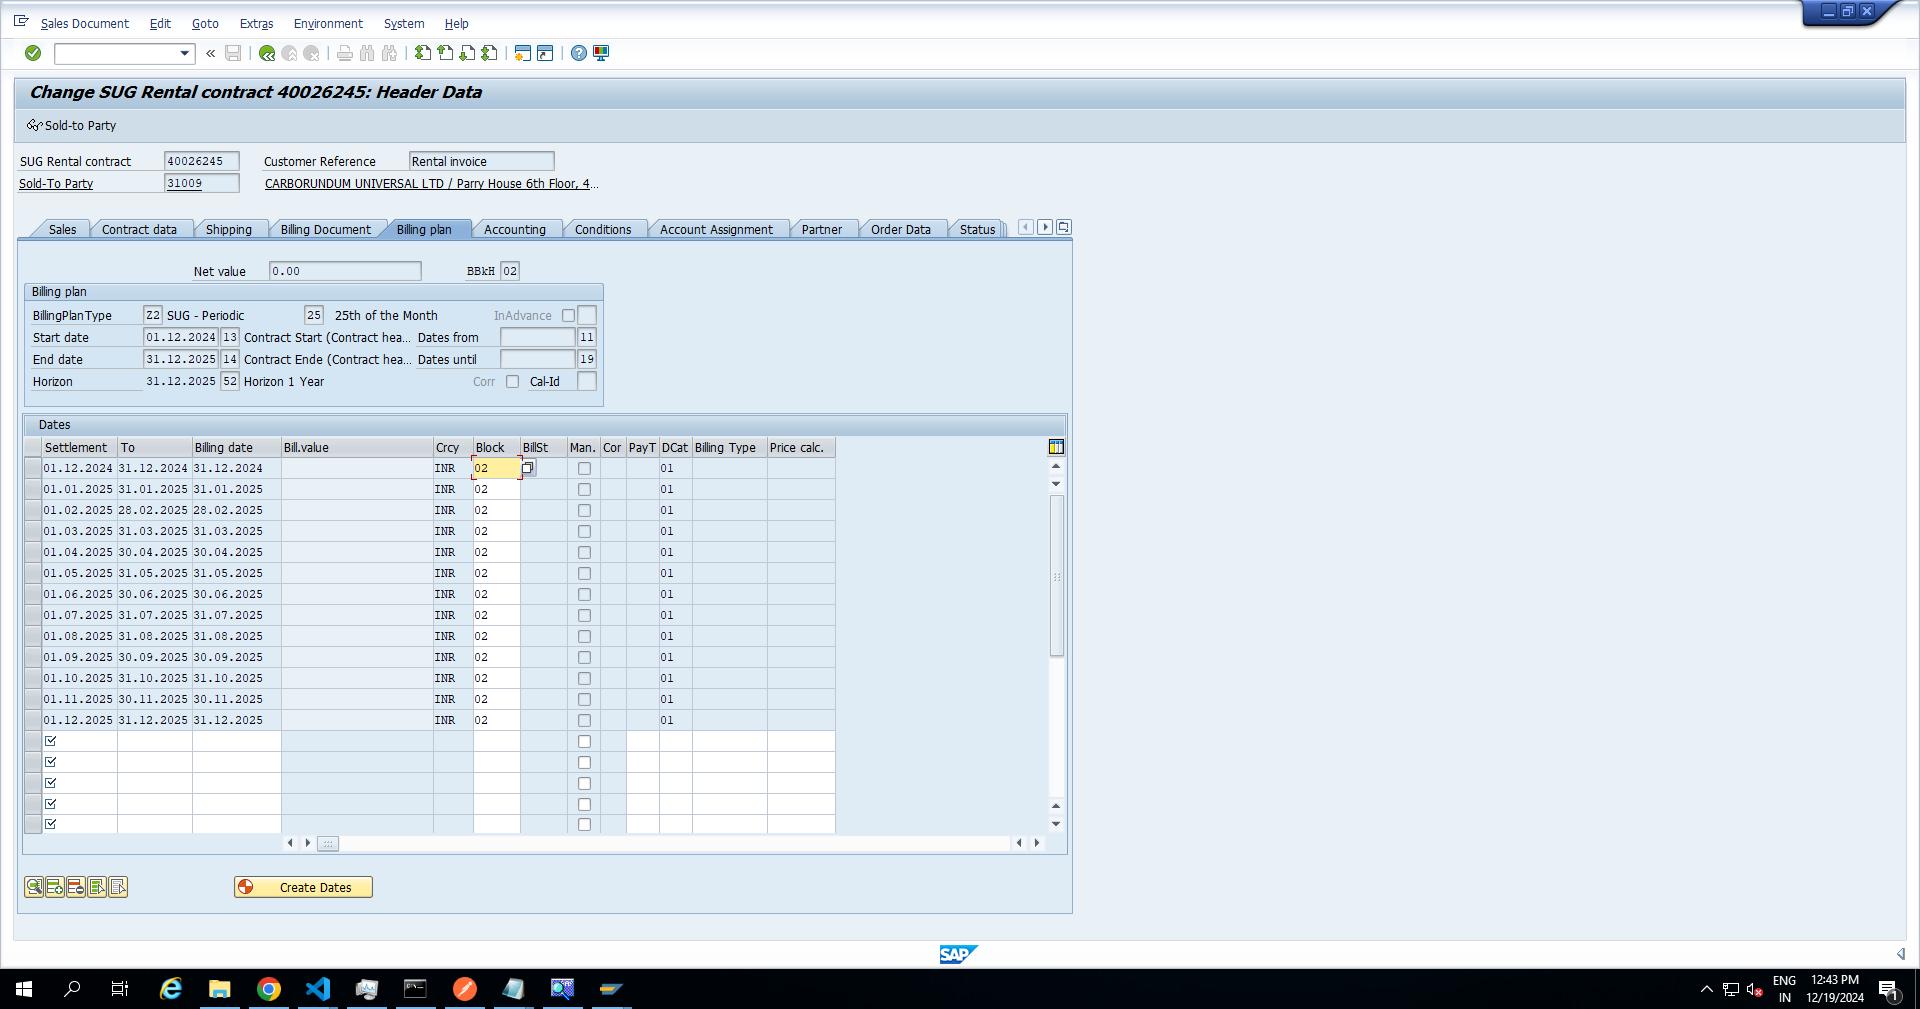 Sales Document Edit Goto Extras Environment System Help
Change SUG Rental contract 40026245: Header Data
Sold-to Party
SUG Rental contract 40026245 Customer Reference Rental invoice
Sold-To Party 31009 CARBORUNDUM UNIVERSAL LTD / Parry House 6th Floor, 4...
Sales Contract data Shipping Billing Document Billing plan Accounting Conditions Account Assignment Partner Order Data Status
Net value 0.00 BBkH 02
Billing plan
BillingPlanType Z2 SUG - Periodic 25 25th of the Month InAdvance
Start date 01.12.2024 13 Contract Start (Contract hea... Dates from 11
End date 31.12.2025 14 Contract Ende (Contract hea... Dates until 19
Horizon 31.12.2025 52 Horizon 1 Year Corr Cal-Id
Dates
Settlement To Billing date Bill.value Crcy Block BillSt Man. Cor PayT DCat Billing Type Price calc.
01.12.2024 31.12.2024 31.12.2024 INR 02 01
01.01.2025 31.01.2025 31.01.2025 INR 02 01
01.02.2025 28.02.2025 28.02.2025 INR 02 01
01.03.2025 31.03.2025 31.03.2025 INR 02 01
01.04.2025 30.04.2025 30.04.2025 INR 02 01
01.05.2025 31.05.2025 31.05.2025 INR 02 01
01.06.2025 30.06.2025 30.06.2025 INR 02 01
01.07.2025 31.07.2025 31.07.2025 INR 02 01
01.08.2025 31.08.2025 31.08.2025 INR 02 01
01.09.2025 30.09.2025 30.09.2025 INR 02 01
01.10.2025 31.10.2025 31.10.2025 INR 02 01
01.11.2025 30.11.2025 30.11.2025 INR 02 01
01.12.2025 31.12.2025 31.12.2025 INR 02 01
Create Dates
SAP
ENG 12:43 PM
IN 12/19/2024 1